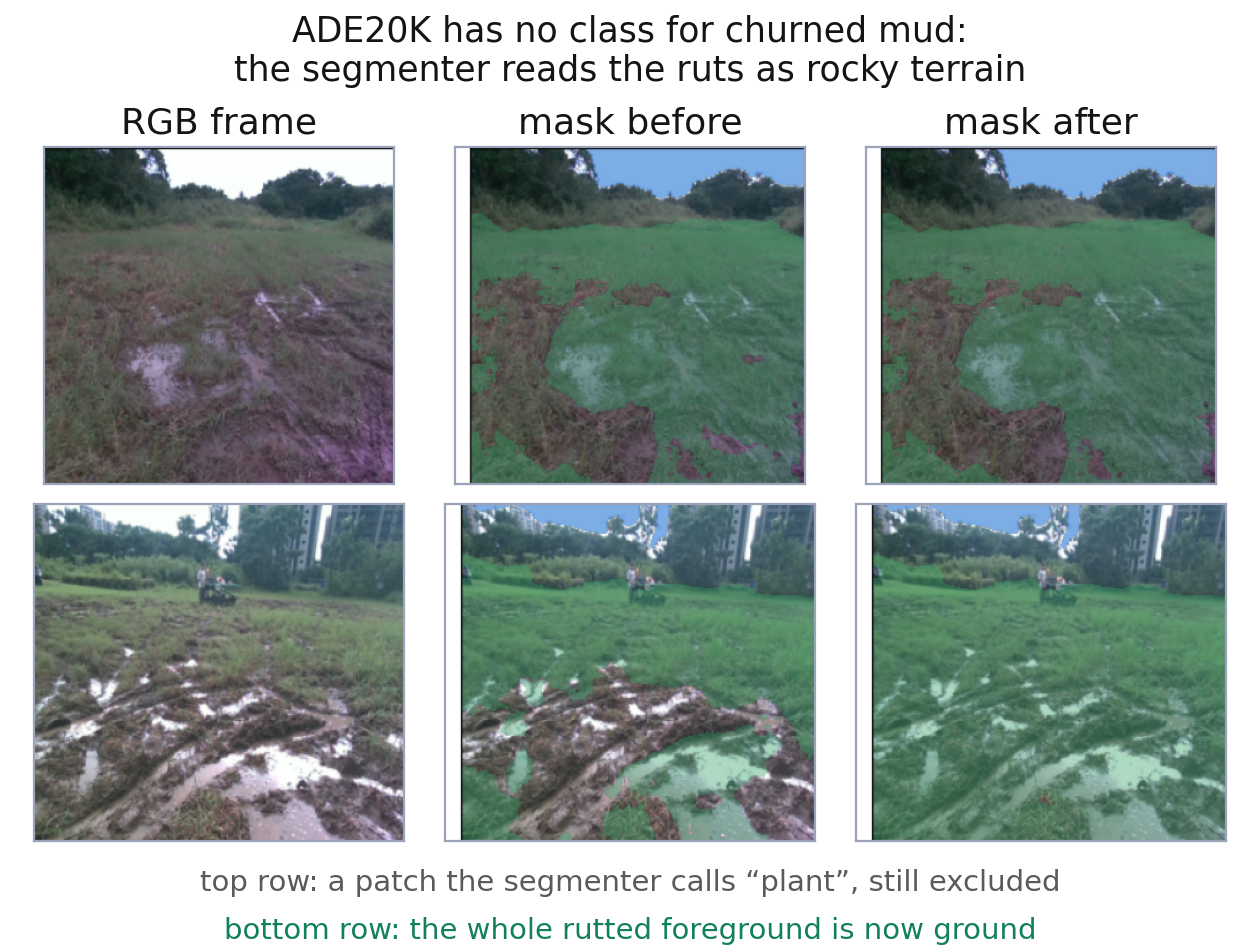 ADE20K has no class for churned mud:
the segmenter reads the ruts as rocky terrain
RGB frame
mask before
mask after
top row: a patch the segmenter calls “plant”, still excluded
bottom row: the whole rutted foreground is now ground